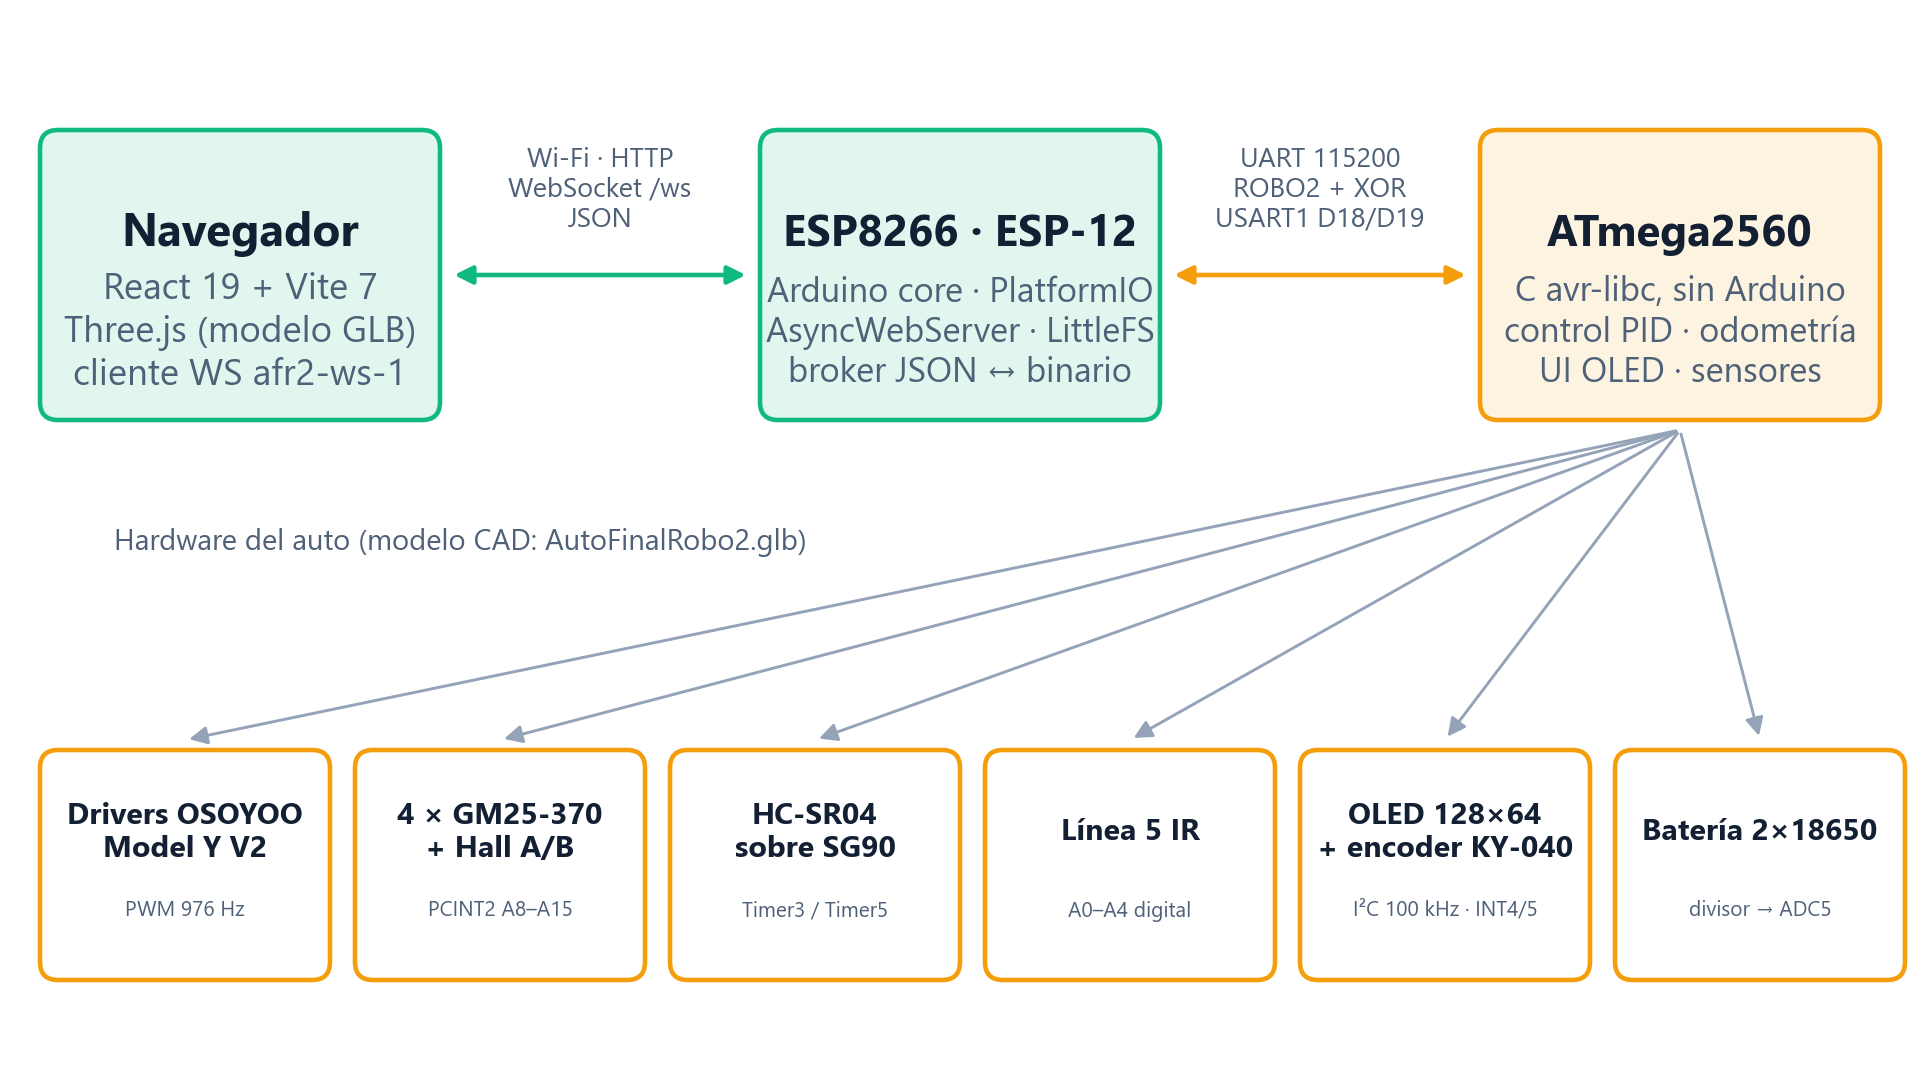 Navegador
React 19 + Vite 7
Three.js (modelo GLB)
cliente WS afr2-ws-1
Wi-Fi · HTTP
WebSocket /ws
JSON
ESP8266 · ESP-12
Arduino core · PlatformIO
AsyncWebServer · LittleFS
broker JSON ↔ binario
UART 115200
ROBO2 + XOR
USART1 D18/D19
ATmega2560
C avr-libc, sin Arduino
control PID · odometría
UI OLED · sensores
Hardware del auto (modelo CAD: AutoFinalRobo2.glb)
Drivers OSOYOO
Model Y V2
PWM 976 Hz
4 × GM25-370
+ Hall A/B
PCINT2 A8–A15
HC-SR04
sobre SG90
Timer3 / Timer5
Línea 5 IR
A0–A4 digital
OLED 128×64
+ encoder KY-040
I²C 100 kHz · INT4/5
Batería 2×18650
divisor → ADC5